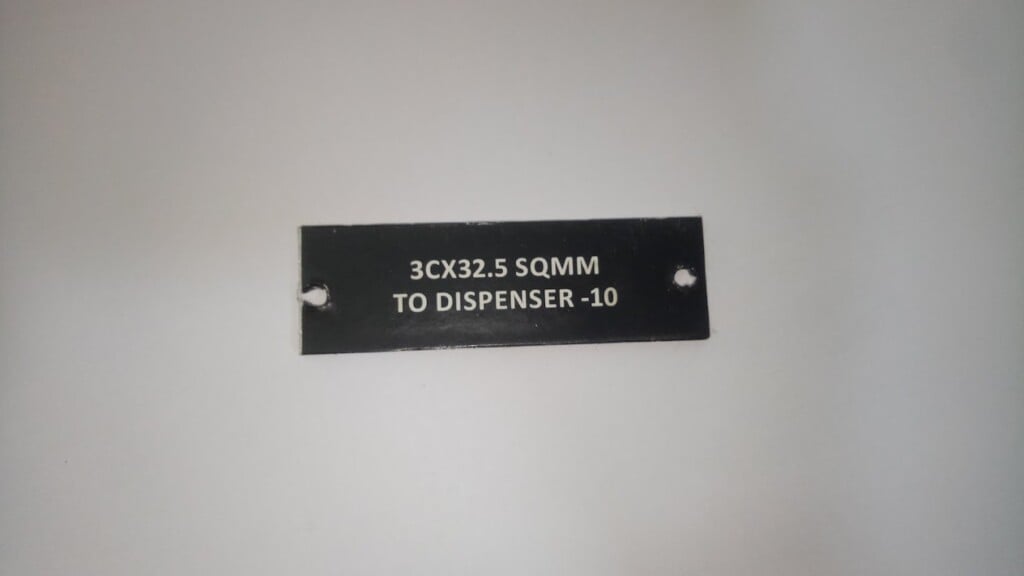 3CX32.5 SQMM
TO DISPENSER -10